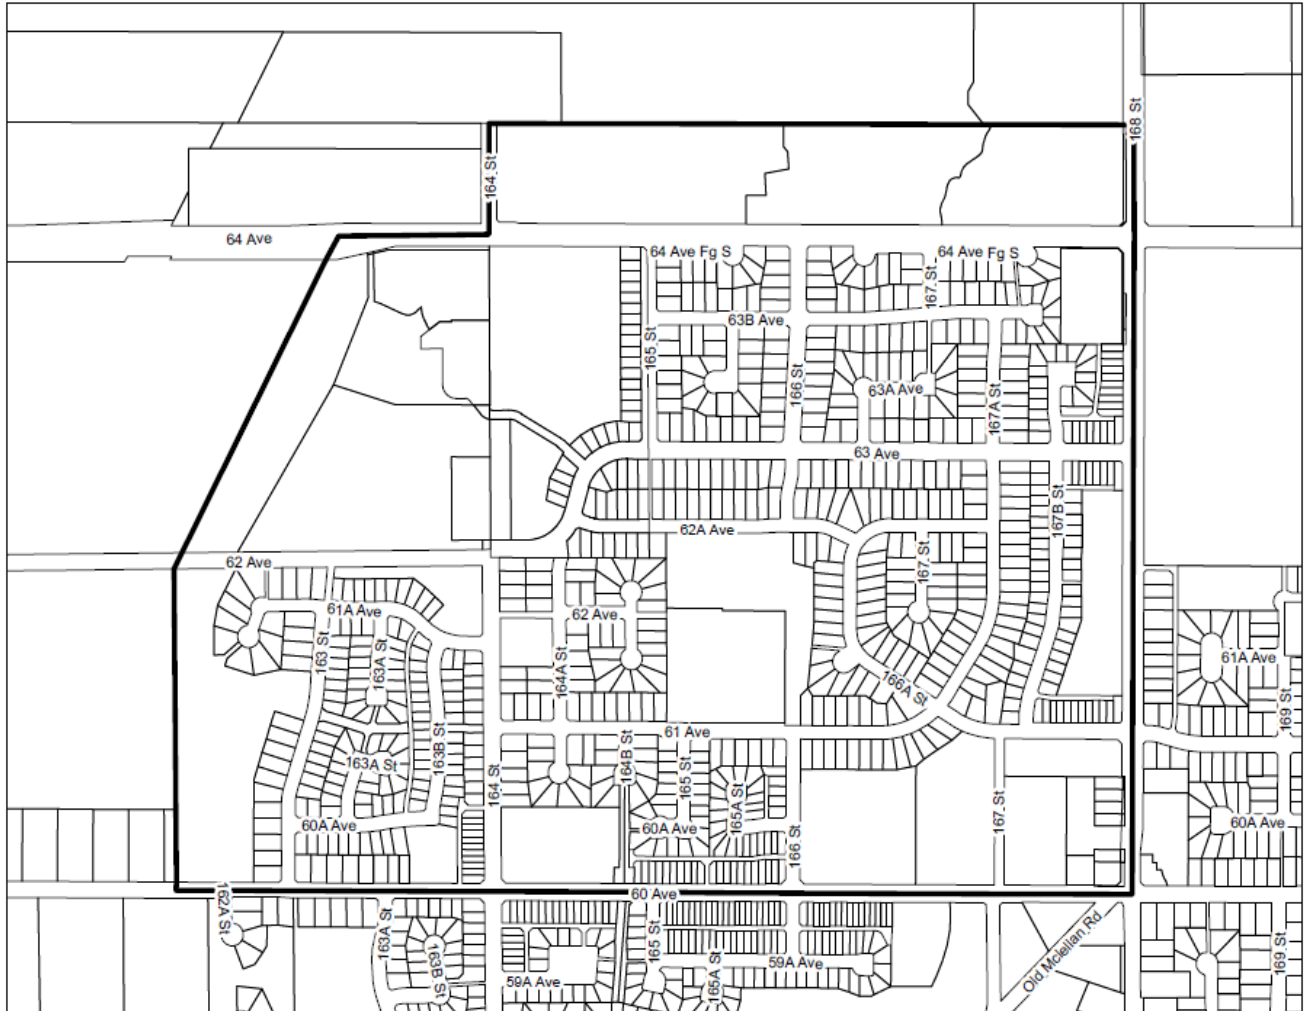 168 St
164 St
64 Ave
64 Ave Fg S
64 Ave Fg S
167 St
63B Ave
165 St
166 St
63A Ave
167A St
63 Ave
167B St
62A Ave
62 Ave
167 St
61A Ave
62 Ave
163 St
163A St
164A St
61A Ave
166A St
169 St
61 Ave
163B St
164B St
163A St
164 St
165 St
165A St
167 St
60A Ave
60A Ave
166 St
60A Ave
60 Ave
162A St
163A St
163B St
165 St
Old Mclellan Rd
169 St
59A Ave
59A Ave
165A St